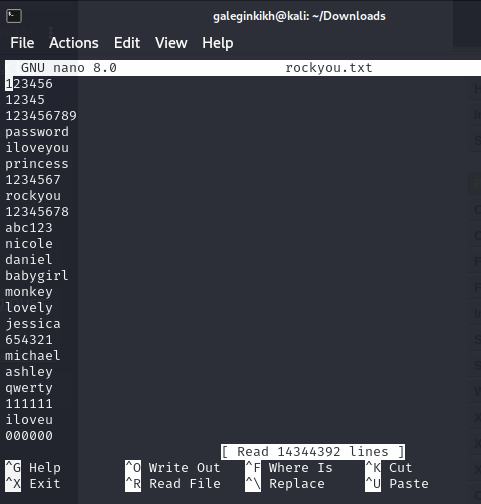 galeginkikh@kali: ~/Downloads
File Actions Edit View Help
GNU nano 8.0 rockyou.txt
123456
12345
123456789
password
iloveyou
princess
1234567
rockyou
12345678
abc123
nicole
daniel
babygirl
monkey
lovely
jessica
654321
michael
ashley
qwerty
111111
iloveu
000000
[ Read 14344392 lines ]
^G Help ^O Write Out ^F Where Is ^K Cut
^X Exit ^R Read File ^\ Replace ^U Paste